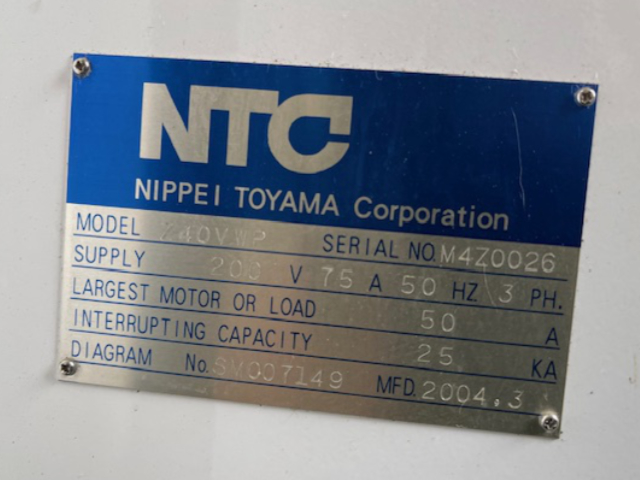 NTC
NIPPEI TOYAMA Corporation
MODEL SERIAL NO. M4Z0026
SUPPLY 200 V 75 A 50 HZ 3 PH.
LARGEST MOTOR OR LOAD 50 A
INTERRUPTING CAPACITY 25 KA
DIAGRAM No. SM007149 MFD. 2004.3